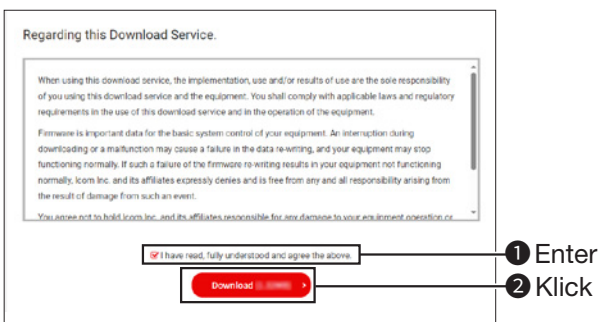 Regarding this Download Service.
When using this download service, the implementation, use and/or results of use are the sole responsibility
of you using this download service and the equipment. You shall comply with applicable laws and regulatory
requirements in the use of this download service and in the operation of the equipment.
Firmware is important data for the basic system control of your equipment. An interruption during
downloading or a malfunction may cause a failure in the data re-writing, and your equipment may stop
functioning normally. If such a failure of the firmware re-writing results in your equipment not functioning
normally, Icom Inc. and its affiliates expressly denies and is free from any and all responsibility arising from
the result of damage from such an event.
You agree not to hold Icom Inc. and its affiliates responsible for any damage to your equipment operation or
I have read, fully understood and agree the above.
❶ Enter
Download
❷ Klick